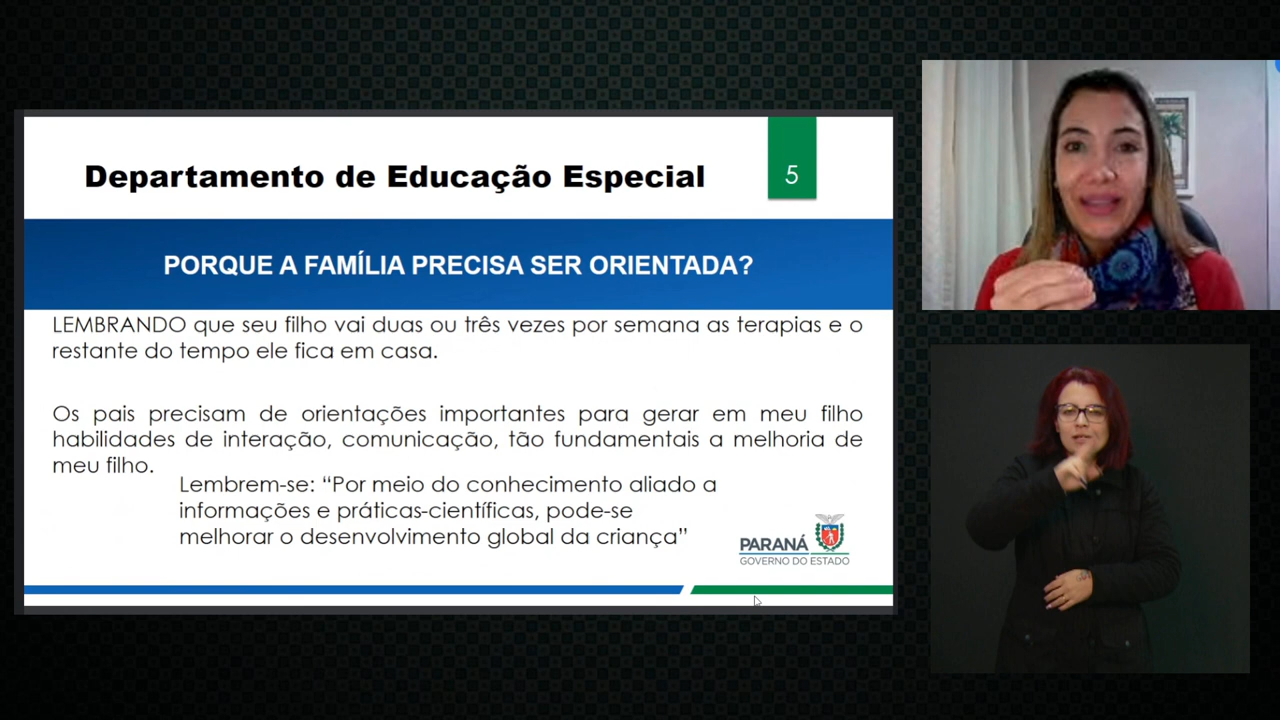 Departamento de Educação Especial
5
PORQUE A FAMÍLIA PRECISA SER ORIENTADA?
LEMBRANDO que seu filho vai duas ou três vezes por semana as terapias e o
restante do tempo ele fica em casa.
Os pais precisam de orientações importantes para gerar em meu filho
habilidades de interação, comunicação, tão fundamentais a melhoria de
meu filho.
Lembrem-se: “Por meio do conhecimento aliado a
informações e práticas-científicas, pode-se
melhorar o desenvolvimento global da criança”
PARANÁ
GOVERNO DO ESTADO